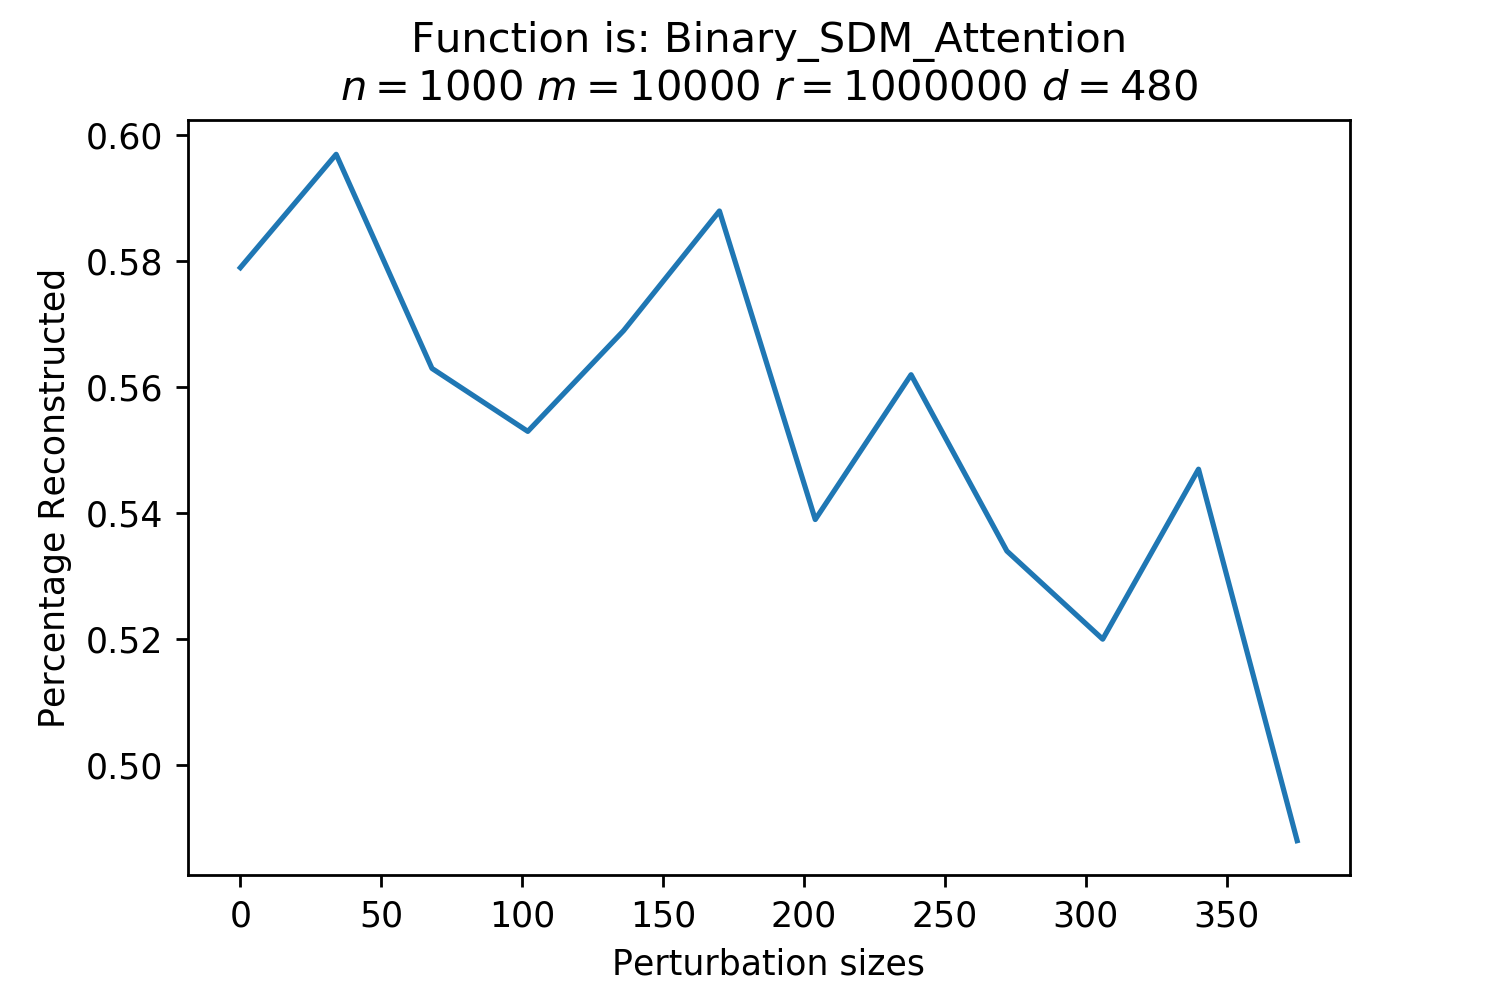 Function is: Binary_SDM_Attention
n = 1000 m = 10000 r = 1000000 d = 480
0.60
0.58
0.56
0.54
0.52
0.50
Percentage Reconstructed
0 50 100 150 200 250 300 350
Perturbation sizes